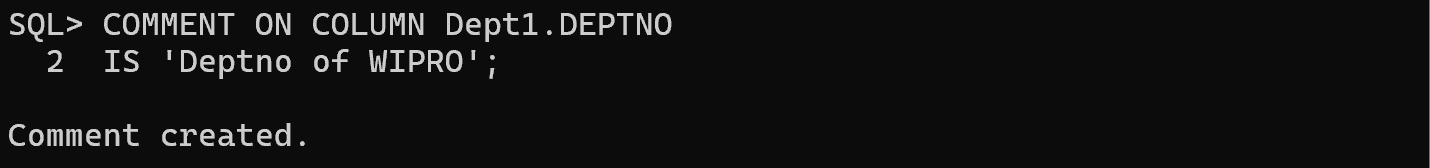 SQL> COMMENT ON COLUMN Dept1.DEPTNO
  2  IS 'Deptno of WIPRO';
Comment created.